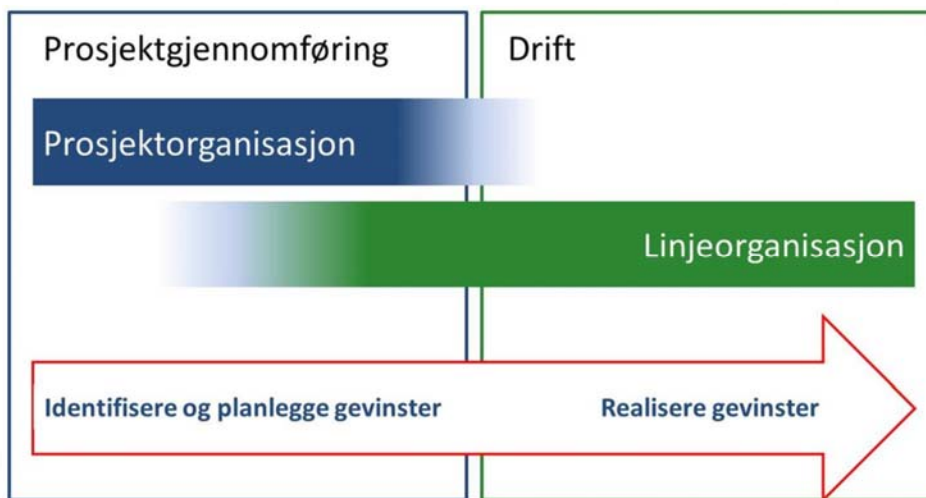 Prosjektgjennomføring
Drift
Prosjektorganisasjon
Linjeorganisasjon
Identifisere og planlegge gevinster
Realisere gevinster